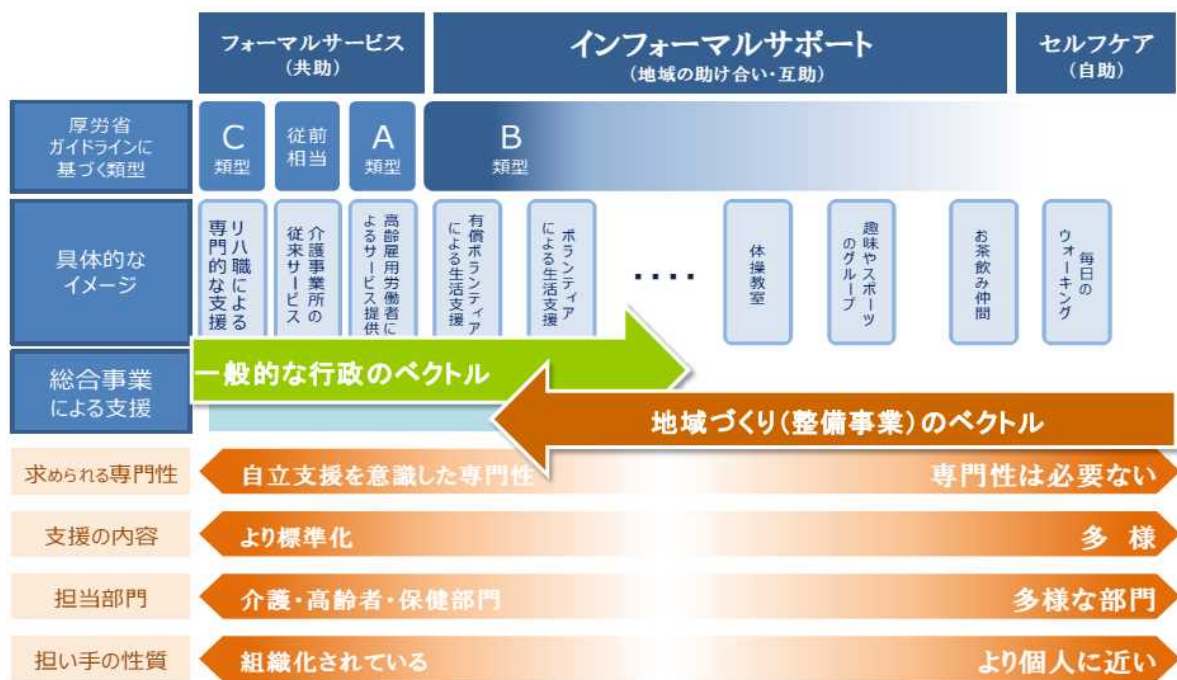 フォーマルサービス
(共助)
インフォーマルサポート
(地域の助け合い・互助)
セルフケア
(自助)
厚労省
ガイドラインに
基づく類型
C
類型
従前
相当
A
類型
B
類型
具体的な
イメージ
リハ職による
専門的な支援
介護事業所の
従来サービス
高齢雇用労働者に
よるサービス提供
有償ボランティア
による生活支援
ボランティア
による生活支援
・・・・
体操教室
趣味やスポーツ
のグループ
お茶飲み仲間
毎日の
ウォーキング
総合事業
による支援
一般的な行政のベクトル
地域づくり(整備事業)のベクトル
求められる専門性
自立支援を意識した専門性
専門性は必要ない
支援の内容
より標準化
多 様
担当部門
介護・高齢者・保健部門
多様な部門
担い手の性質
組織化されている
より個人に近い